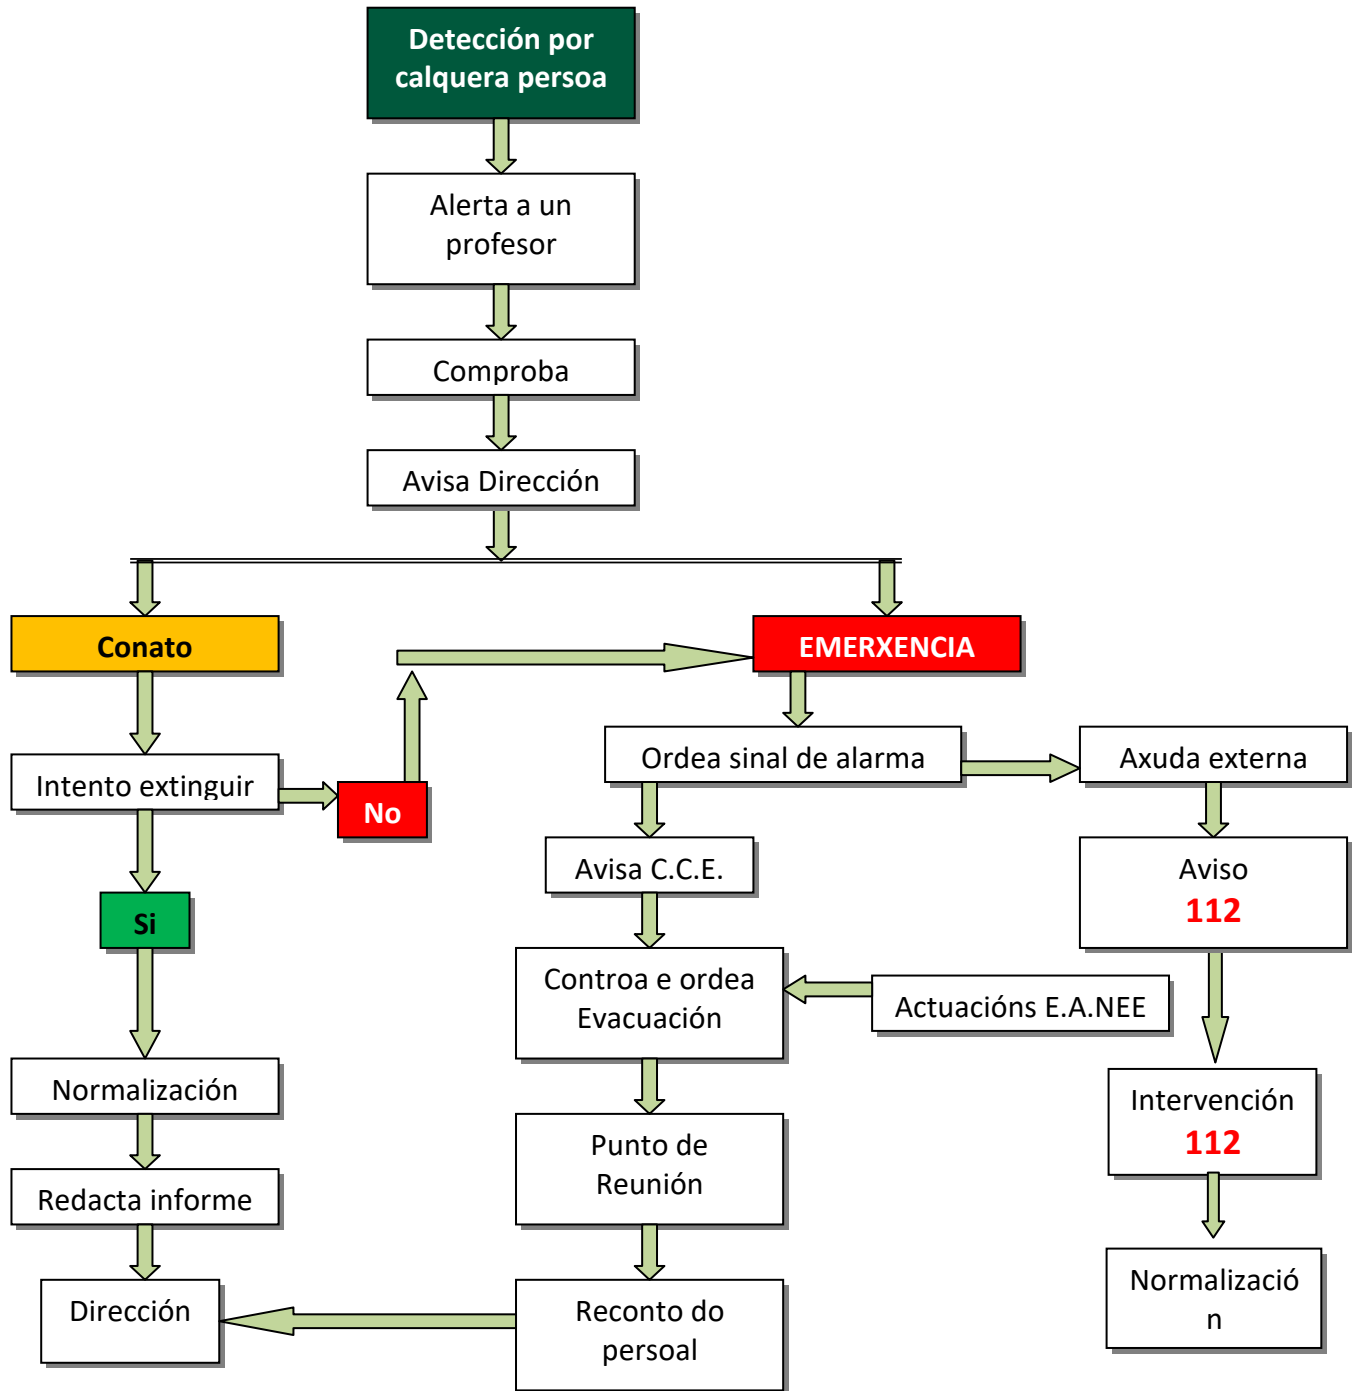 Detección por
calquera persoa
Alerta a un
profesor
Comproba
Avisa Dirección
Conato
EMERXENCIA
Intento extinguir
No
Ordea sinal de alarma
Axuda externa
Avisa C.C.E.
Aviso
112
Si
Controa e ordea
Evacuación
Actuacións E.A.NEE
Normalización
Intervención
112
Punto de
Reunión
Redacta informe
Normalizació
n
Dirección
Reconto do
persoal